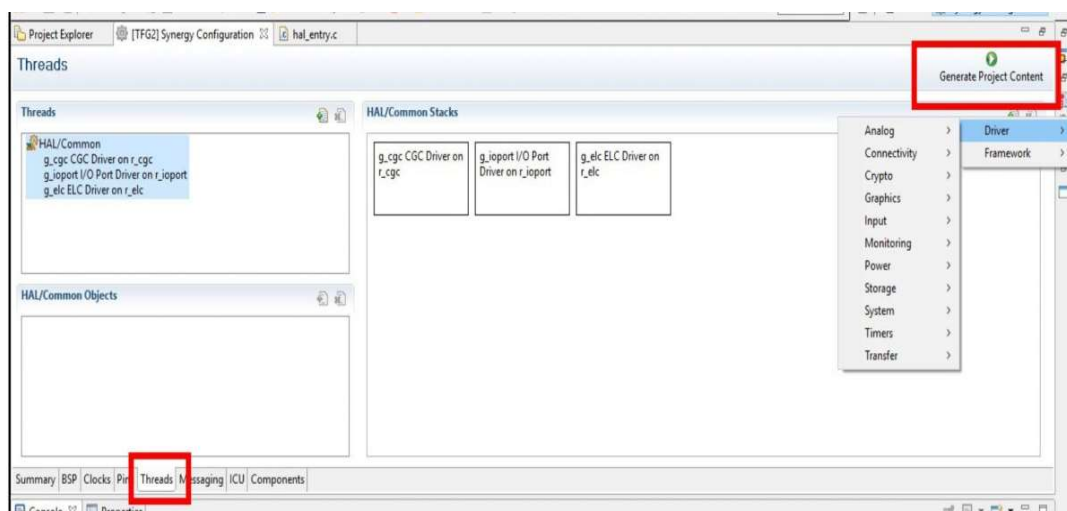 Project Explorer
[TFG2] Synergy Configuration
hal_entry.c
Threads
Generate Project Content
Threads
HAL/Common
g_cgc CGC Driver on r_cgc
g_ioport I/O Port Driver on r_ioport
g_elc ELC Driver on r_elc
HAL/Common Stacks
g_cgc CGC Driver on
r_cgc
g_ioport I/O Port
Driver on r_ioport
g_elc ELC Driver on
r_elc
Driver
Framework
Analog
Connectivity
Crypto
Graphics
Input
Monitoring
Power
Storage
System
Timers
Transfer
HAL/Common Objects
Summary
BSP
Clocks
Threads
ICU
Components
Console
Properties